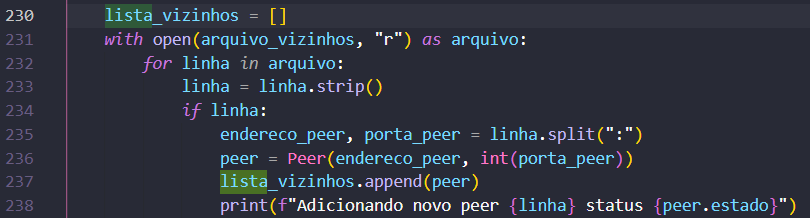 230 lista_vizinhos = []
231 with open(arquivo_vizinhos, "r") as arquivo:
232 for linha in arquivo:
233 linha = linha.strip()
234 if linha:
235 endereco_peer, porta_peer = linha.split(":")
236 peer = Peer(endereco_peer, int(porta_peer))
237 lista_vizinhos.append(peer)
238 print(f"Adicionando novo peer {linha} status {peer.estado}")